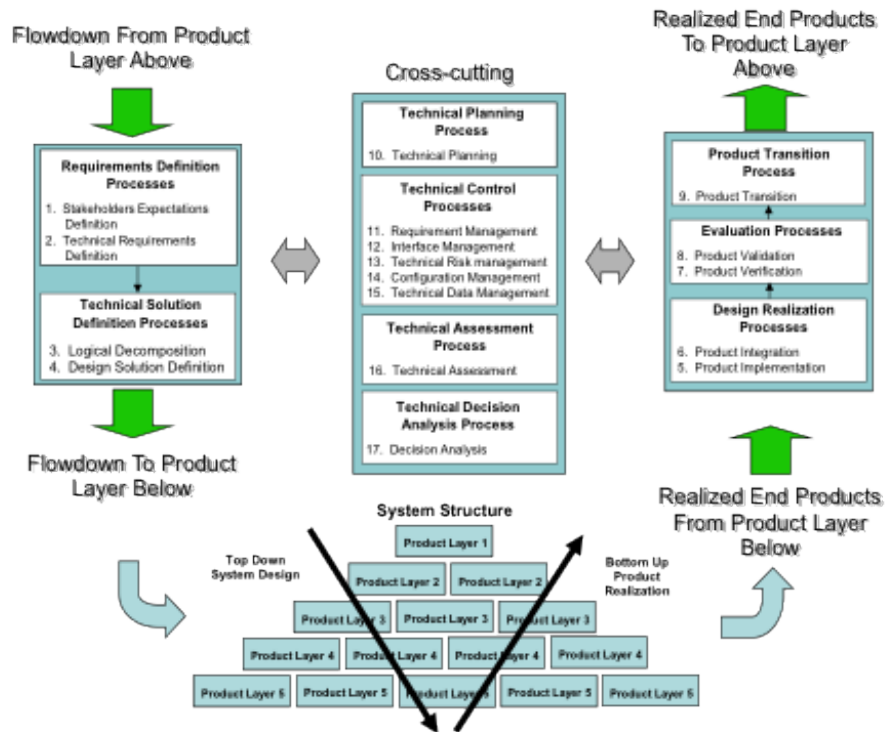 Flowdown From Product
Layer Above
Requirements Definition
Processes
1. Stakeholders Expectations
Definition
2. Technical Requirements
Definition
Technical Solution
Definition Processes
3. Logical Decomposition
4. Design Solution Definition
Flowdown To Product
Layer Below
Cross-cutting
Technical Planning
Process
10. Technical Planning
Technical Control
Processes
11. Requirement Management
12. Interface Management
13. Technical Risk management
14. Configuration Management
15. Technical Data Management
Technical Assessment
Process
16. Technical Assessment
Technical Decision
Analysis Process
17. Decision Analysis
Realized End Products
To Product Layer
Above
Product Transition
Process
9. Product Transition
Evaluation Processes
8. Product Validation
7. Product Verification
Design Realization
Processes
6. Product Integration
5. Product Implementation
Realized End Products
From Product Layer
Below
System Structure
Top Down
System Design
Bottom Up
Product
Realization
Product Layer 1
Product Layer 2 Product Layer 2
Product Layer 3 Product Layer 3 Product Layer 3
Product Layer 4 Product Layer 4 Product Layer 4 Product Layer 4
Product Layer 5 Product Layer 5 Product Layer 5 Product Layer 5 Product Layer 5